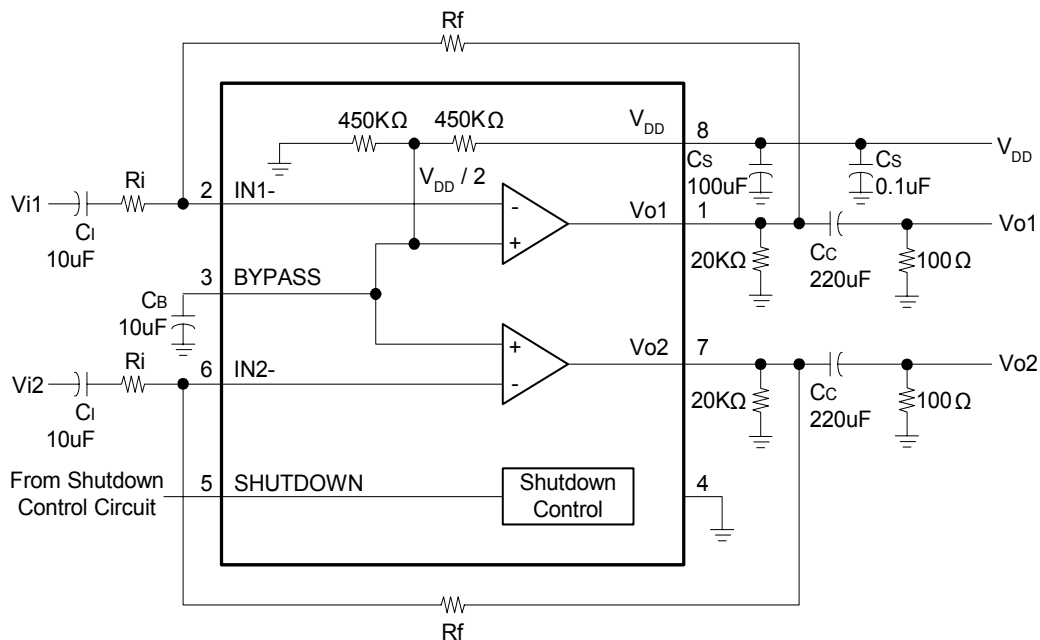 Rf
450KΩ
450KΩ
VDD
8
VDD
VDD / 2
CS
100uF
CS
0.1uF
Vi1
CI
10uF
Ri
2
IN1-
-
+
Vo1
1
Vo1
20KΩ
CC
220uF
100Ω
3
BYPASS
CB
10uF
Vi2
CI
10uF
Ri
6
IN2-
+
-
Vo2
7
Vo2
20KΩ
CC
220uF
100Ω
From Shutdown
Control Circuit
5
SHUTDOWN
Shutdown
Control
4
Rf